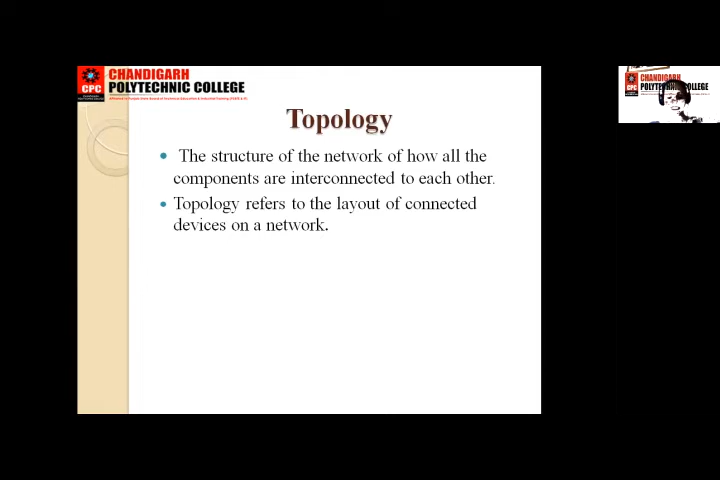 CHANDIGARH
POLYTECHNIC COLLEGE
CPC
Topology
The structure of the network of how all the
components are interconnected to each other.
Topology refers to the layout of connected
devices on a network.
CHANDIGARH
POLYTECHNIC COLLEGE